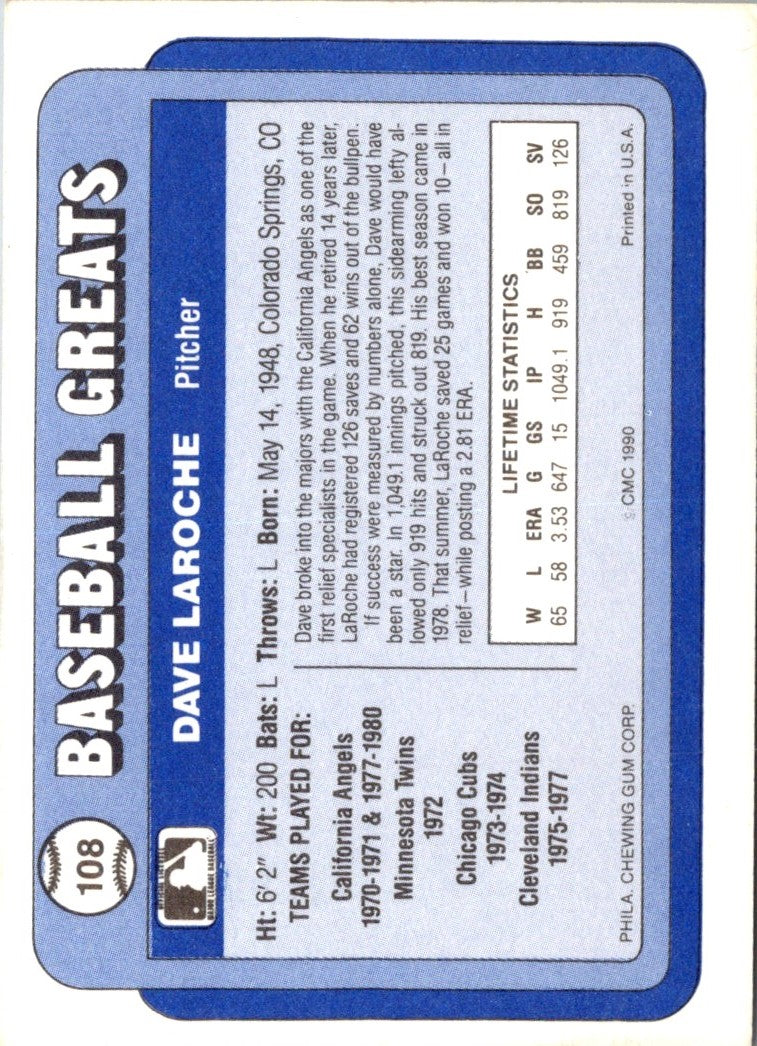 108
BASEBALL GREATS
DAVE LAROCHE Pitcher
MAJOR LEAGUE BASEBALL
Ht: 6' 2" Wt: 200 Bats: L Throws: L Born: May 14, 1948, Colorado Springs, CO
TEAMS PLAYED FOR:
California Angels
1970-1971 & 1977-1980
Minnesota Twins
1972
Chicago Cubs
1973-1974
Cleveland Indians
1975-1977
Dave broke into the majors with the California Angels as one of the
first relief specialists in the game. When he retired 14 years later,
LaRoche had registered 126 saves and 62 wins out of the bullpen.
If success were measured by numbers alone, Dave would have
been a star. In 1,049.1 innings pitched, this sidearming lefty al-
lowed only 919 hits and struck out 819. His best season came in
1978. That summer, LaRoche saved 25 games and won 10—all in
relief—while posting a 2.81 ERA.
LIFETIME STATISTICS
W L ERA G GS IP H BB SO SV
65 58 3.53 647 15 1049.1 919 459 819 126
PHILA. CHEWING GUM CORP. © CMC 1990 Printed in U.S.A.